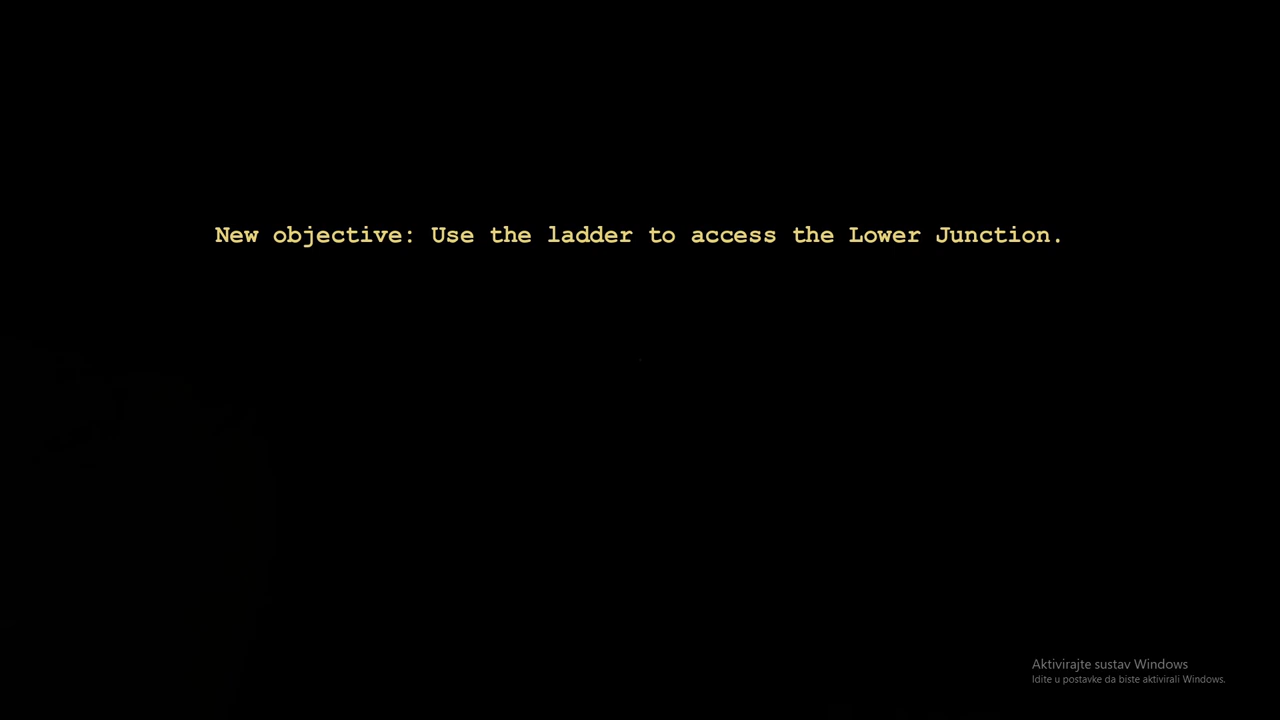 New objective: Use the ladder to access the Lower Junction.
Aktivirajte sustav Windows
Idite u postavke da biste aktivirali Windows.